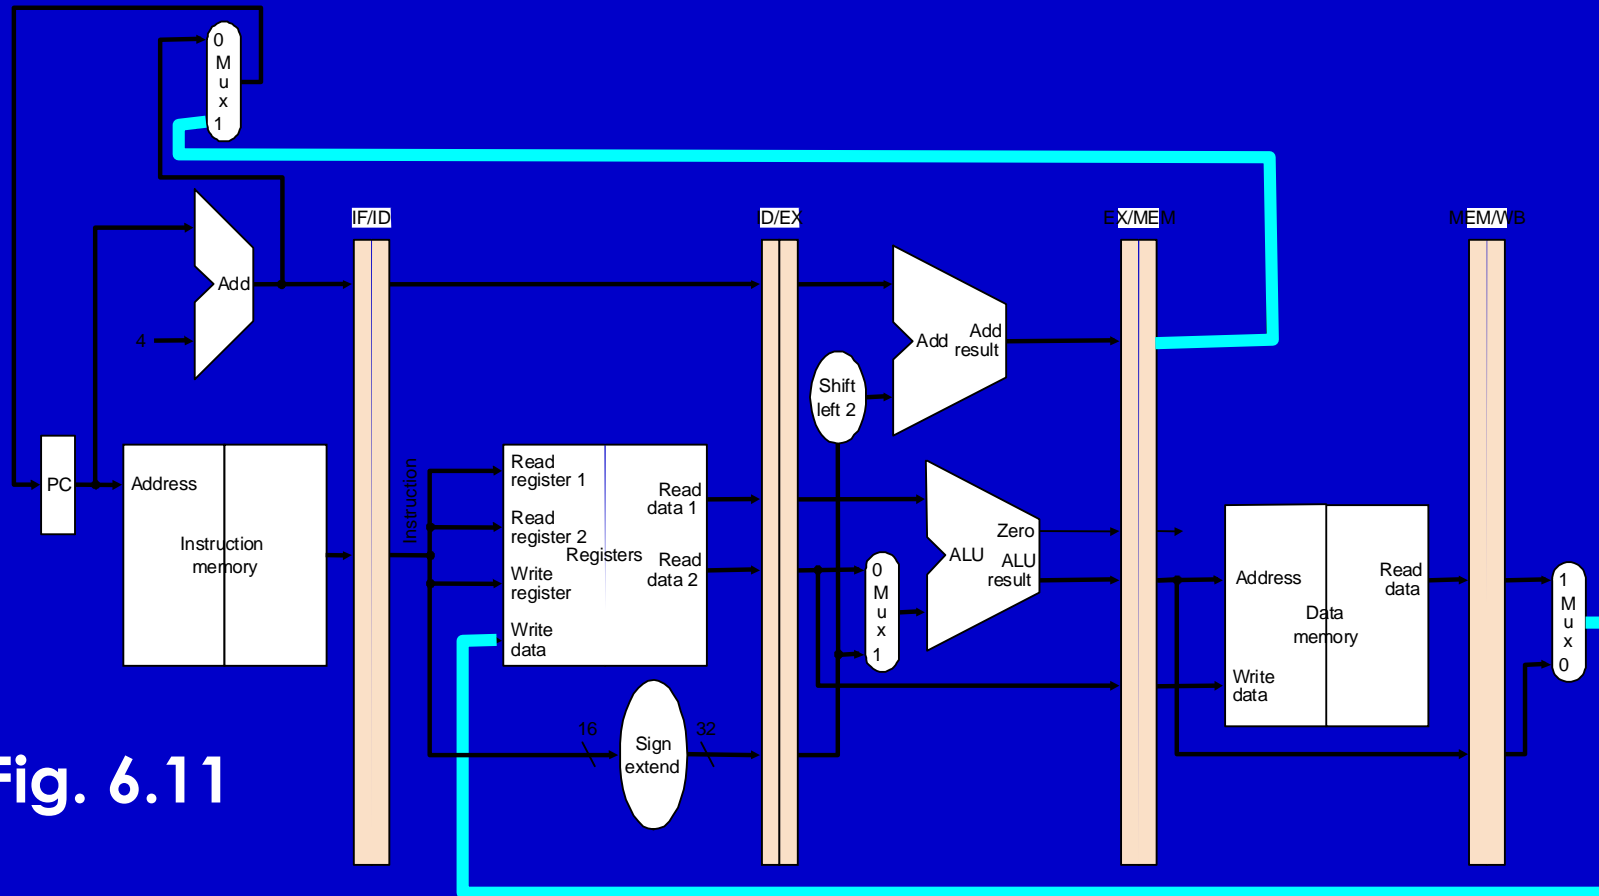 0
M
u
x
1
IF/ID
ID/EX
EX/MEM
MEM/WB
Add
4
Add
Add
result
Shift
left 2
PC
Address
Instruction
memory
Instruction
Read
register 1
Read
register 2
Write
register
Write
data
Registers
Read
data 1
Read
data 2
Zero
ALU
ALU
result
0
M
u
x
1
Address
Read
data
Data
memory
Write
data
1
M
u
x
0
16
Sign
extend
32
Fig. 6.11